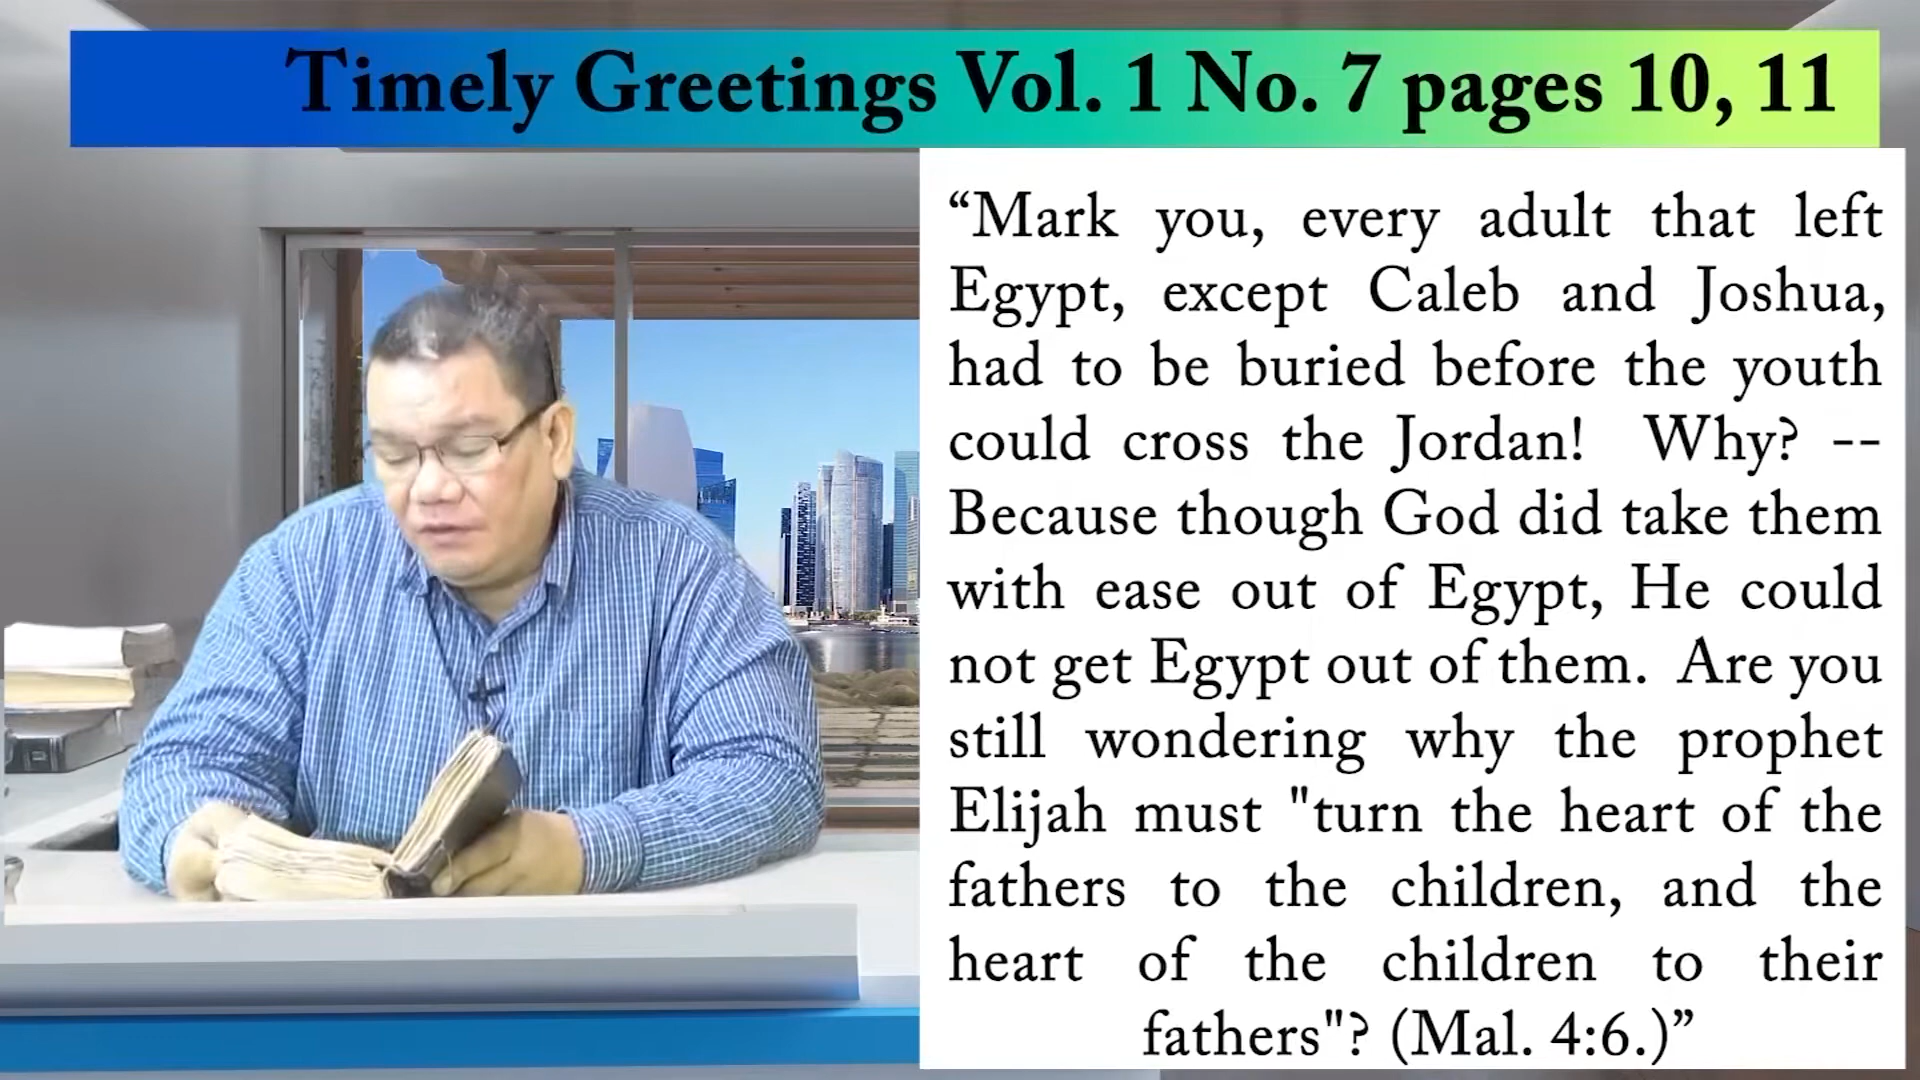 Timely Greetings Vol. 1 No. 7 pages 10, 11
“Mark you, every adult that left
Egypt, except Caleb and Joshua,
had to be buried before the youth
could cross the Jordan! Why? --
Because though God did take them
with ease out of Egypt, He could
not get Egypt out of them. Are you
still wondering why the prophet
Elijah must "turn the heart of the
fathers to the children, and the
heart of the children to their
fathers"? (Mal. 4:6.)”